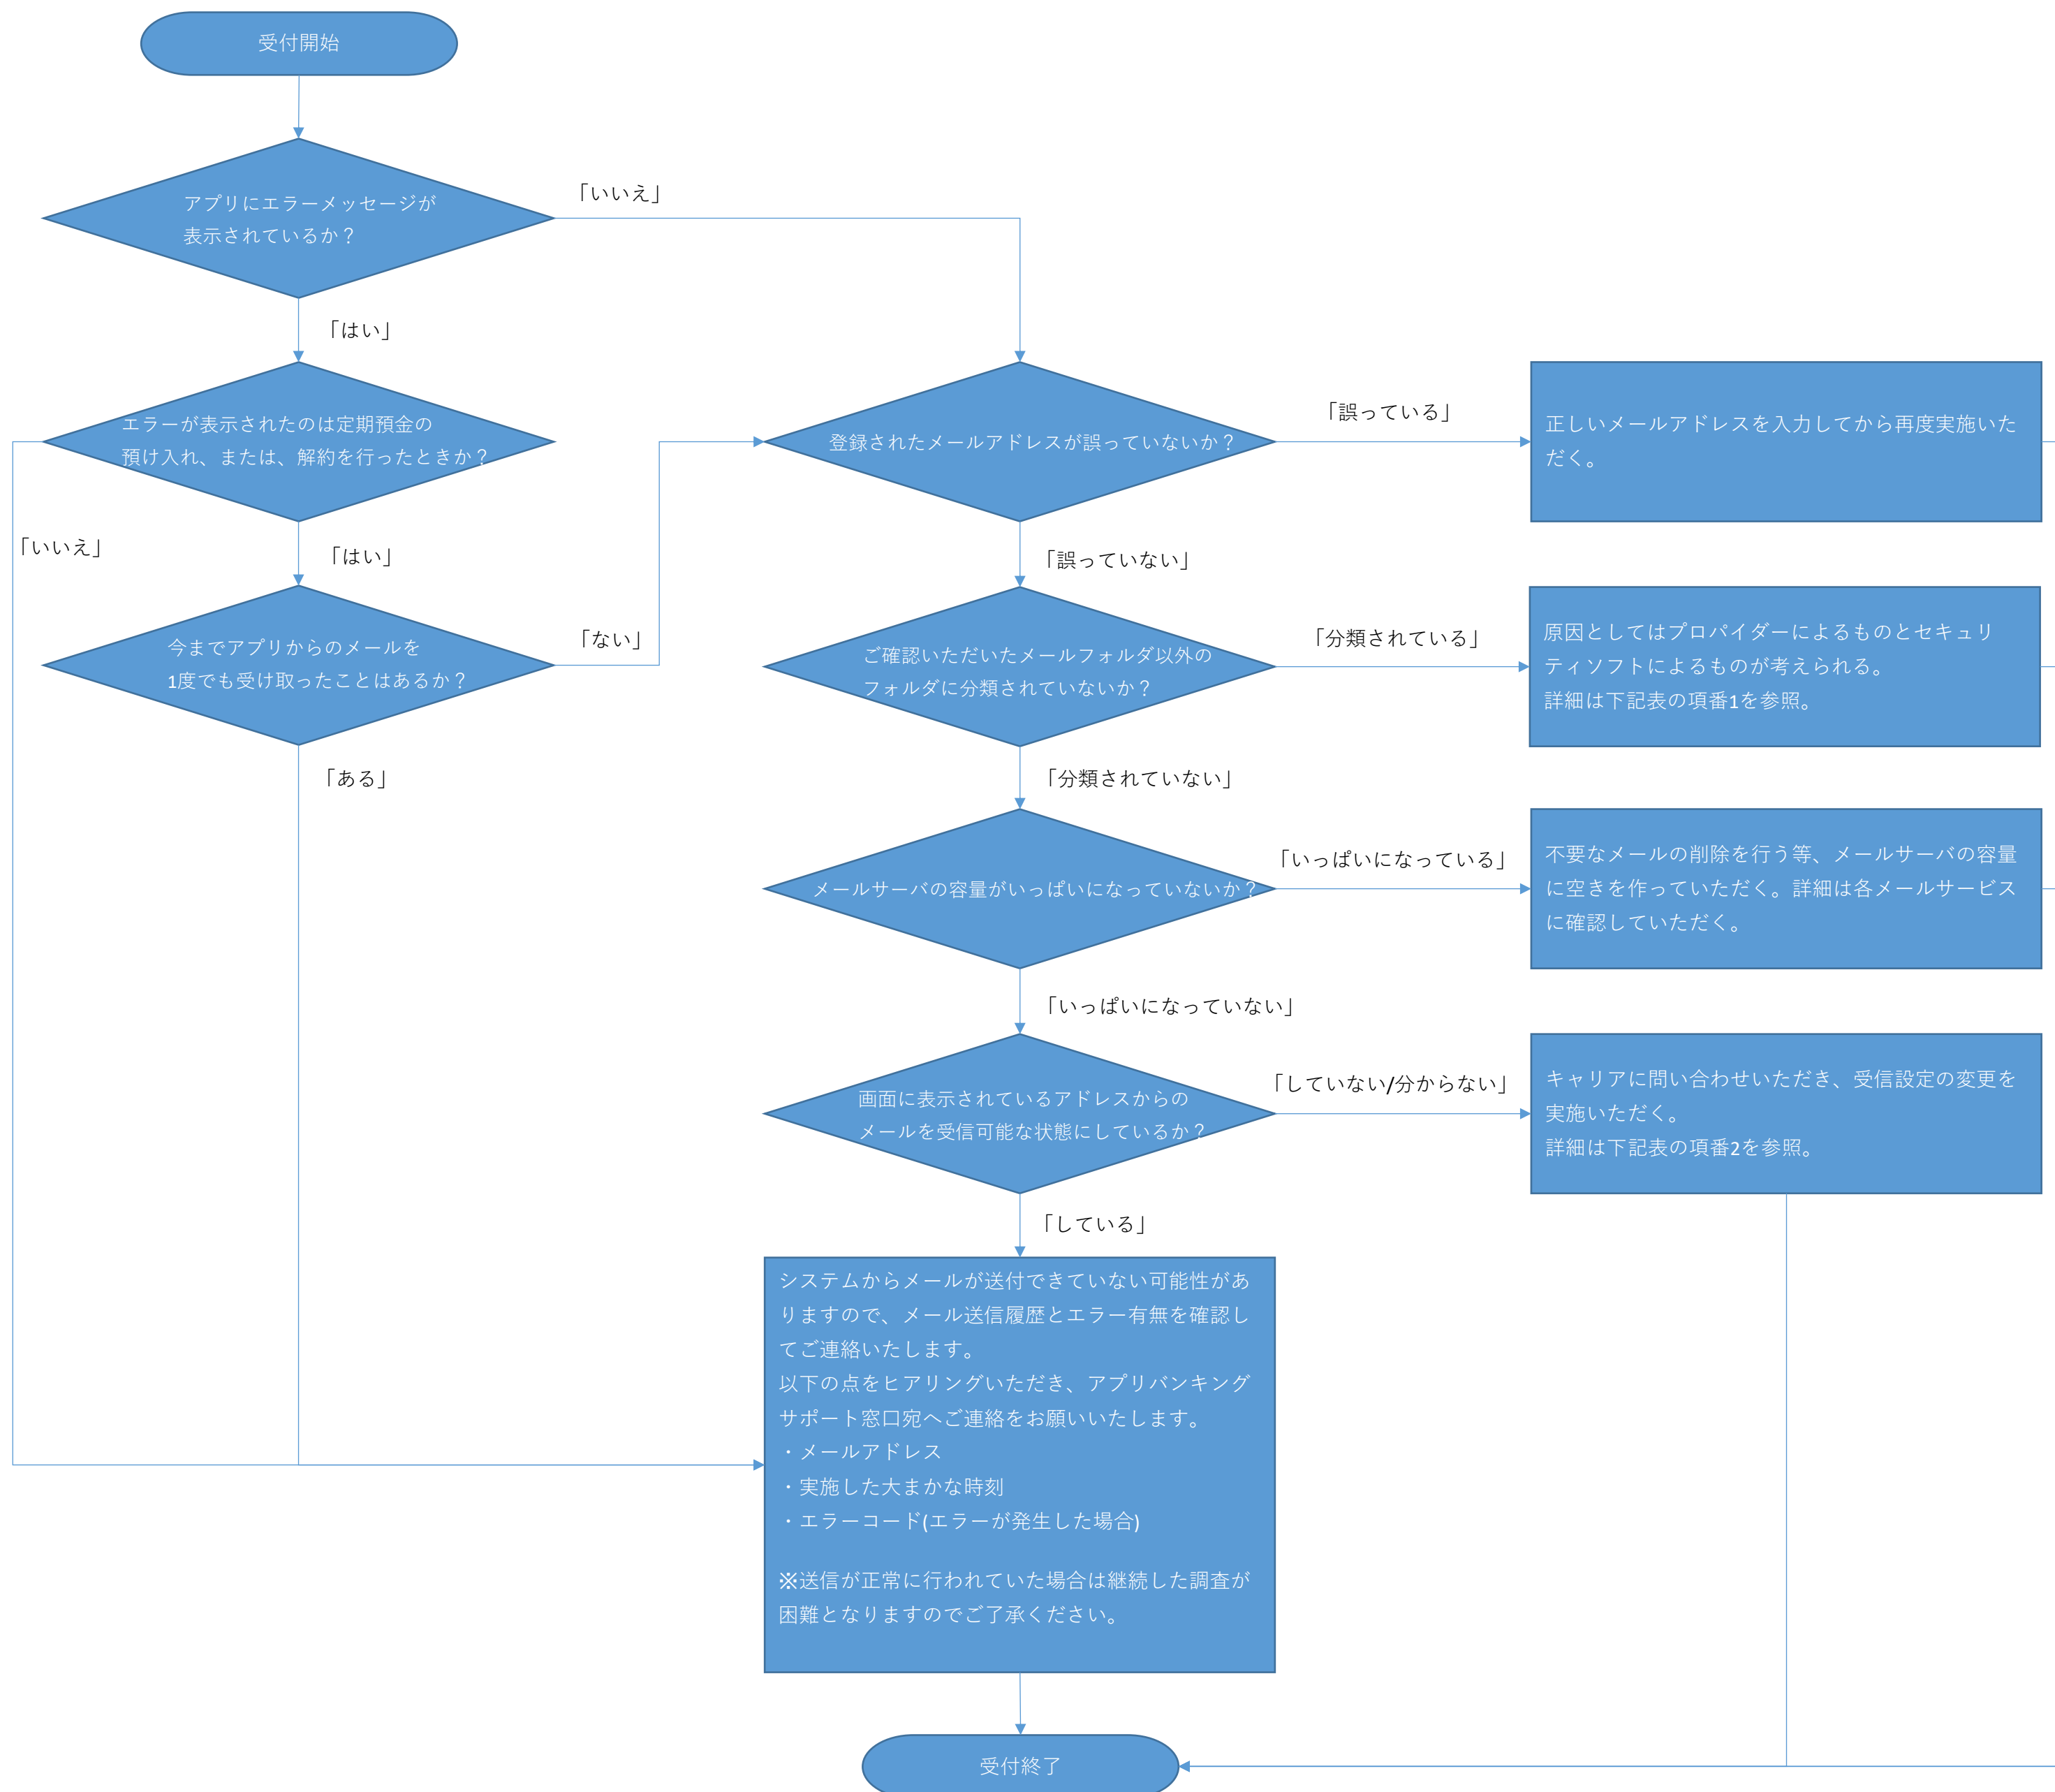 受付開始
アプリにエラーメッセージが
表示されているか？
「いいえ」
「はい」
エラーが表示されたのは定期預金の
預け入れ、または、解約を行ったときか？
「いいえ」
「はい」
今までアプリからのメールを
1度でも受け取ったことはあるか？
「ない」
「ある」
登録されたメールアドレスが誤っていないか？
「誤っている」
正しいメールアドレスを入力してから再度実施いた
だく。
「誤っていない」
ご確認いただいたメールフォルダ以外の
フォルダに分類されていないか？
「分類されている」
原因としてはプロパイダーによるものとセキュリ
ティソフトによるものが考えられる。
詳細は下記表の項番1を参照。
「分類されていない」
メールサーバの容量がいっぱいになっていないか？
「いっぱいになっている」
不要なメールの削除を行う等、メールサーバの容量
に空きを作っていただく。詳細は各メールサービス
に確認していただく。
「いっぱいになっていない」
画面に表示されているアドレスからの
メールを受信可能な状態にしているか？
「していない/分からない」
キャリアに問い合わせいただき、受信設定の変更を
実施いただく。
詳細は下記表の項番2を参照。
「している」
システムからメールが送付できていない可能性があ
りますので、メール送信履歴とエラー有無を確認し
てご連絡いたします。
以下の点をヒアリングいただき、アプリバンキング
サポート窓口宛へご連絡をお願いいたします。
・メールアドレス
・実施した大まかな時刻
・エラーコード(エラーが発生した場合)
※送信が正常に行われていた場合は継続した調査が
困難となりますのでご了承ください。
受付終了